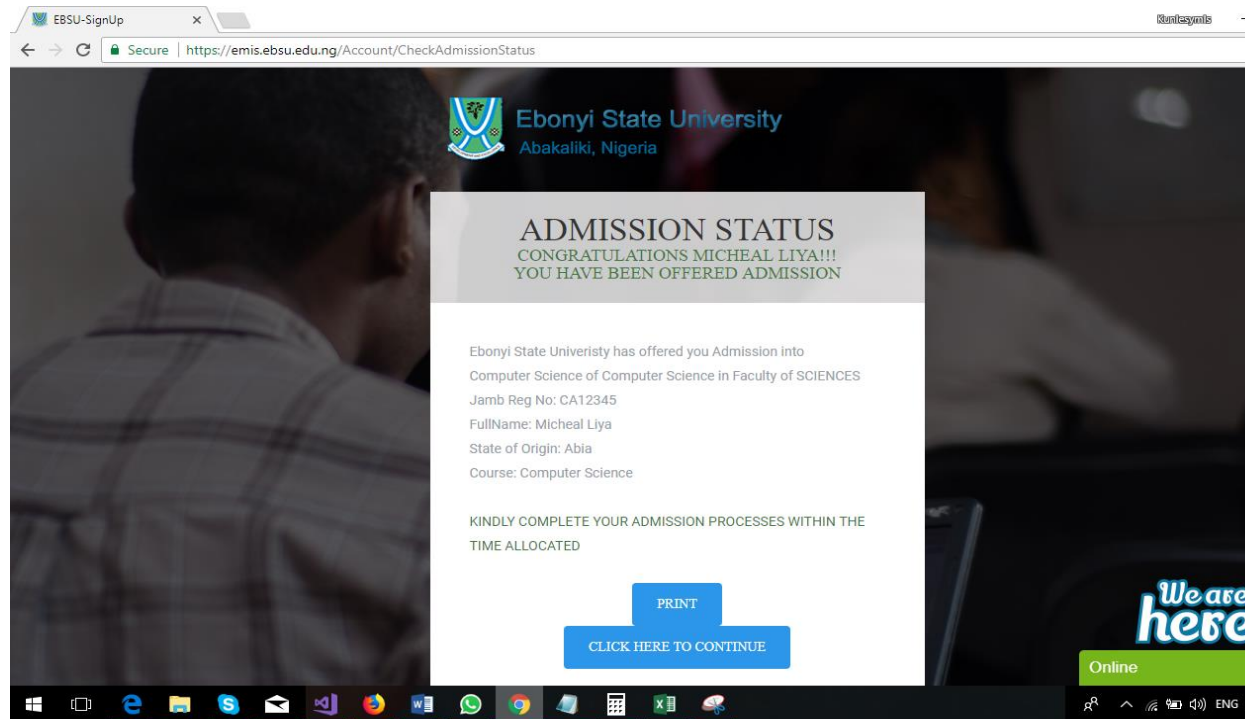 EBSU-SignUp
Kunlesymls
Secure | https://emis.ebsu.edu.ng/Account/CheckAdmissionStatus
Ebonyi State University
Abakaliki, Nigeria
ADMISSION STATUS
CONGRATULATIONS MICHEAL LIYA!!!
YOU HAVE BEEN OFFERED ADMISSION
Ebonyi State Univeristy has offered you Admission into
Computer Science of Computer Science in Faculty of SCIENCES
Jamb Reg No: CA12345
FullName: Micheal Liya
State of Origin: Abia
Course: Computer Science
KINDLY COMPLETE YOUR ADMISSION PROCESSES WITHIN THE
TIME ALLOCATED
PRINT
CLICK HERE TO CONTINUE
We are
here
Online
ENG